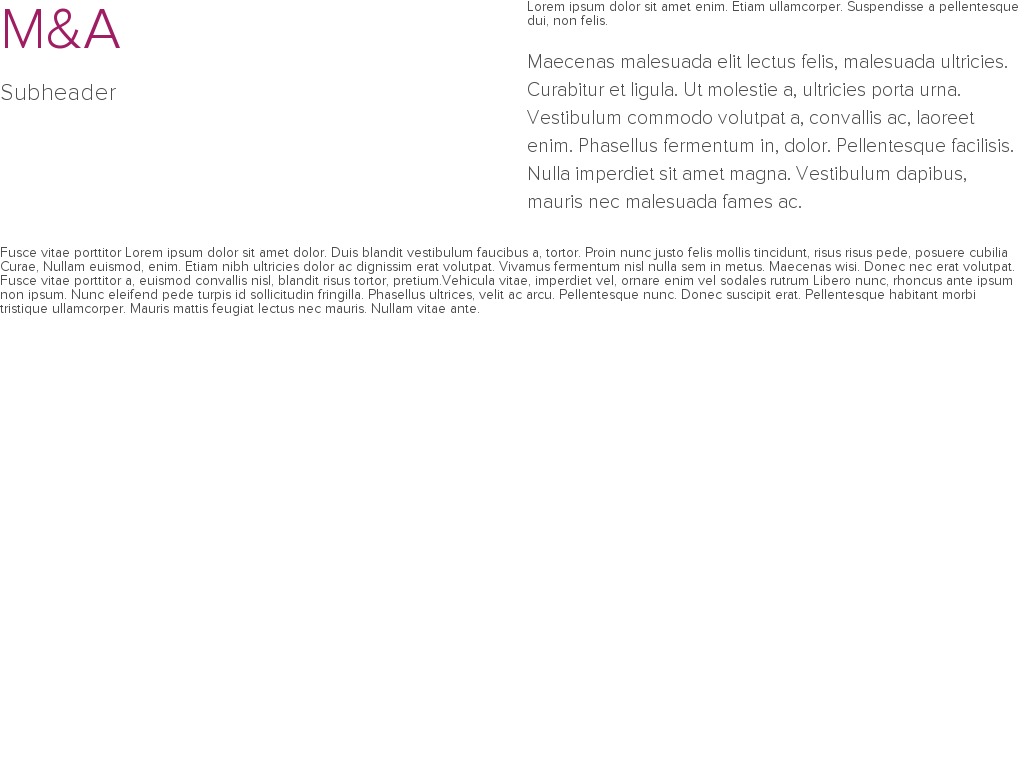 M&A
Subheader
Lorem ipsum dolor sit amet enim. Etiam ullamcorper. Suspendisse a pellentesque
dui, non felis.
Maecenas malesuada elit lectus felis, malesuada ultricies.
Curabitur et ligula. Ut molestie a, ultricies porta urna.
Vestibulum commodo volutpat a, convallis ac, laoreet
enim. Phasellus fermentum in, dolor. Pellentesque facilisis.
Nulla imperdiet sit amet magna. Vestibulum dapibus,
mauris nec malesuada fames ac.
Fusce vitae porttitor Lorem ipsum dolor sit amet dolor. Duis blandit vestibulum faucibus a, tortor. Proin nunc justo felis mollis tincidunt, risus risus pede, posuere cubilia
Curae, Nullam euismod, enim. Etiam nibh ultricies dolor ac dignissim erat volutpat. Vivamus fermentum nisl nulla sem in metus. Maecenas wisi. Donec nec erat volutpat.
Fusce vitae porttitor a, euismod convallis nisl, blandit risus tortor, pretium.Vehicula vitae, imperdiet vel, ornare enim vel sodales rutrum Libero nunc, rhoncus ante ipsum
non ipsum. Nunc eleifend pede turpis id sollicitudin fringilla. Phasellus ultrices, velit ac arcu. Pellentesque nunc. Donec suscipit erat. Pellentesque habitant morbi
tristique ullamcorper. Mauris mattis feugiat lectus nec mauris. Nullam vitae ante.